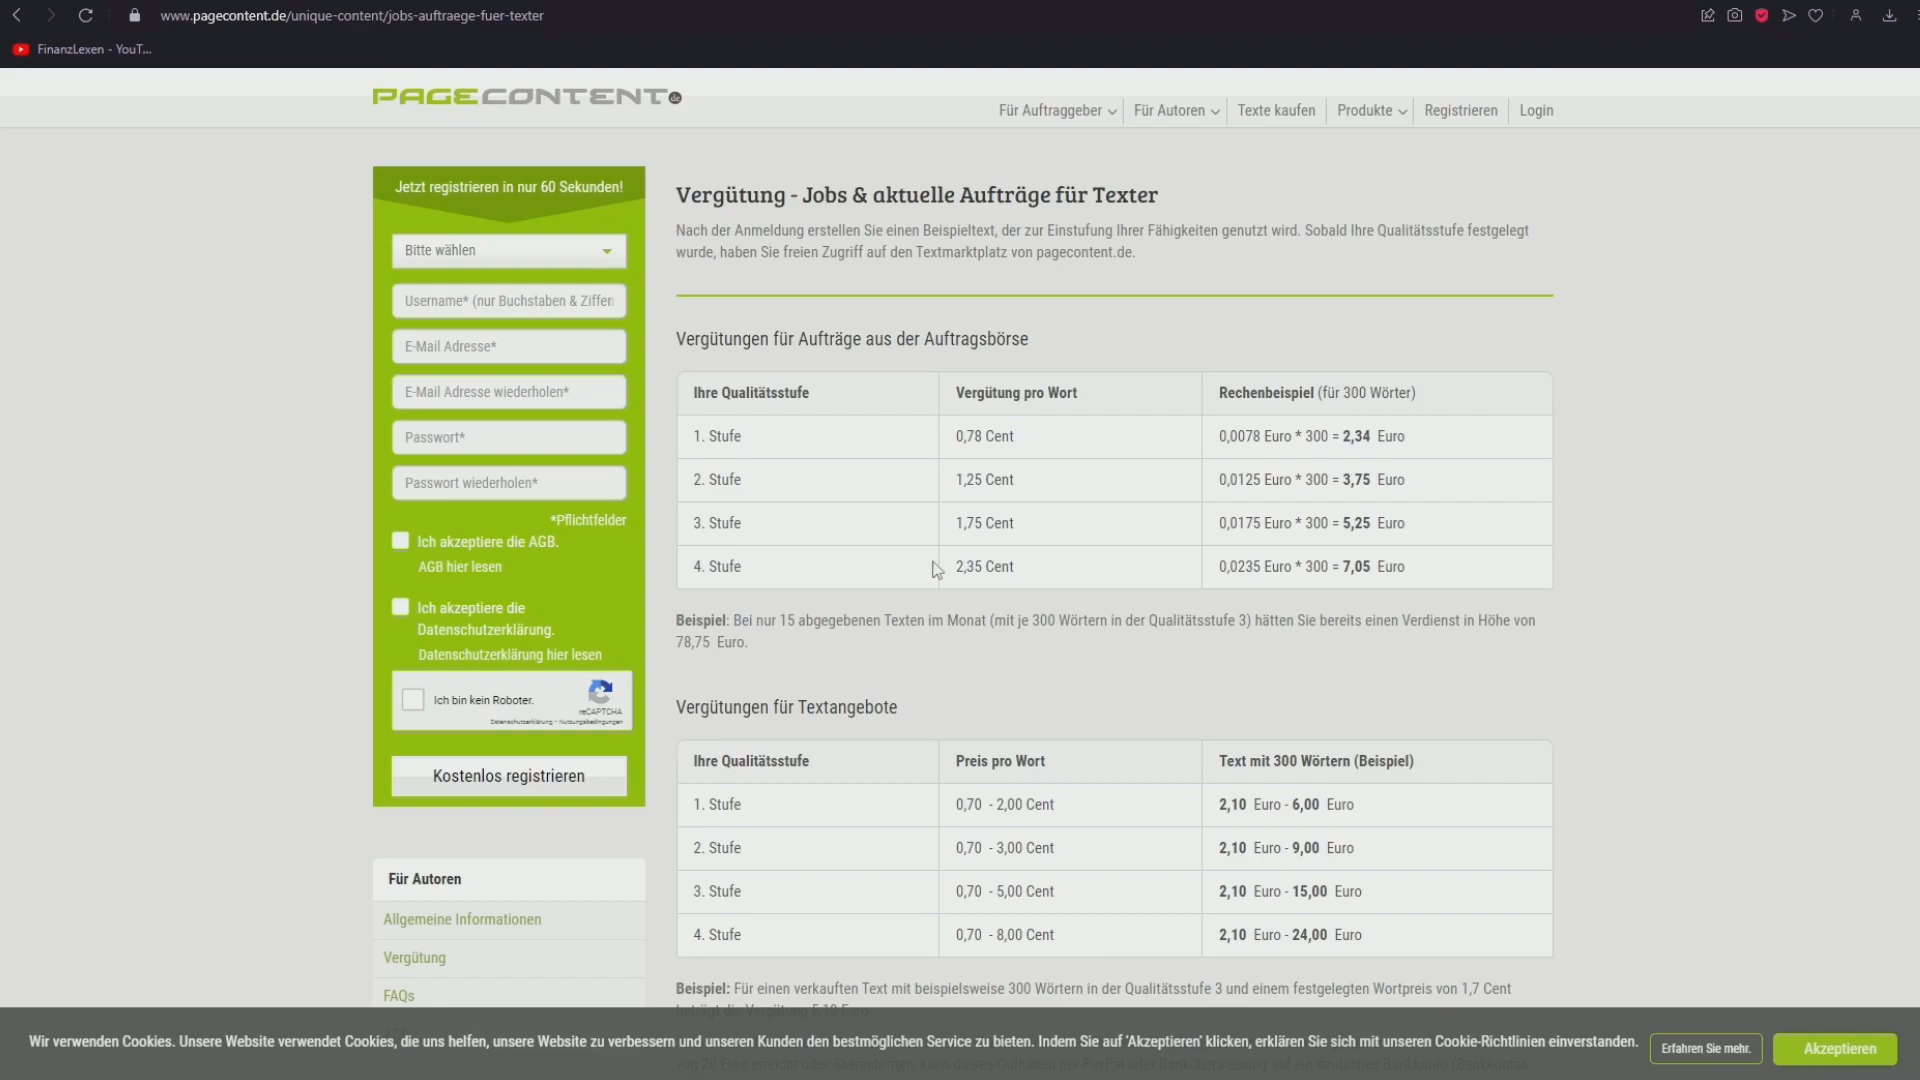 www.pagecontent.de/unique-content/jobs-auftraege-fuer-texter
FinanzLexen - YouT...
PAGECONTENT de
Für Auftraggeber
Für Autoren
Texte kaufen
Produkte
Registrieren
Login
Jetzt registrieren in nur 60 Sekunden!
Bitte wählen
Username* (nur Buchstaben & Ziffern
E-Mail Adresse*
E-Mail Adresse wiederholen*
Passwort*
Passwort wiederholen*
*Pflichtfelder
Ich akzeptiere die AGB.
AGB hier lesen
Ich akzeptiere die
Datenschutzerklärung.
Datenschutzerklärung hier lesen
Ich bin kein Roboter.
reCAPTCHA
Datenschutzerklärung - Nutzungsbedingungen
Kostenlos registrieren
Für Autoren
Allgemeine Informationen
Vergütung
FAQs
Vergütung - Jobs & aktuelle Aufträge für Texter
Nach der Anmeldung erstellen Sie einen Beispieltext, der zur Einstufung Ihrer Fähigkeiten genutzt wird. Sobald Ihre Qualitätsstufe festgelegt
wurde, haben Sie freien Zugriff auf den Textmarktplatz von pagecontent.de.
Vergütungen für Aufträge aus der Auftragsbörse
Ihre Qualitätsstufe Vergütung pro Wort Rechenbeispiel (für 300 Wörter)
1. Stufe 0,78 Cent 0,0078 Euro * 300 = 2,34 Euro
2. Stufe 1,25 Cent 0,0125 Euro * 300 = 3,75 Euro
3. Stufe 1,75 Cent 0,0175 Euro * 300 = 5,25 Euro
4. Stufe 2,35 Cent 0,0235 Euro * 300 = 7,05 Euro
Beispiel: Bei nur 15 abgegebenen Texten im Monat (mit je 300 Wörtern in der Qualitätsstufe 3) hätten Sie bereits einen Verdienst in Höhe von
78,75 Euro.
Vergütungen für Textangebote
Ihre Qualitätsstufe Preis pro Wort Text mit 300 Wörtern (Beispiel)
1. Stufe 0,70 - 2,00 Cent 2,10 Euro - 6,00 Euro
2. Stufe 0,70 - 3,00 Cent 2,10 Euro - 9,00 Euro
3. Stufe 0,70 - 5,00 Cent 2,10 Euro - 15,00 Euro
4. Stufe 0,70 - 8,00 Cent 2,10 Euro - 24,00 Euro
Beispiel: Für einen verkauften Text mit beispielsweise 300 Wörtern in der Qualitätsstufe 3 und einem festgelegten Wortpreis von 1,7 Cent
beträgt die Vergütung 5,10 Euro
Wir verwenden Cookies. Unsere Website verwendet Cookies, die uns helfen, unsere Website zu verbessern und unseren Kunden den bestmöglichen Service zu bieten. Indem Sie auf 'Akzeptieren' klicken, erklären Sie sich mit unseren Cookie-Richtlinien einverstanden.
Erfahren Sie mehr.
Akzeptieren